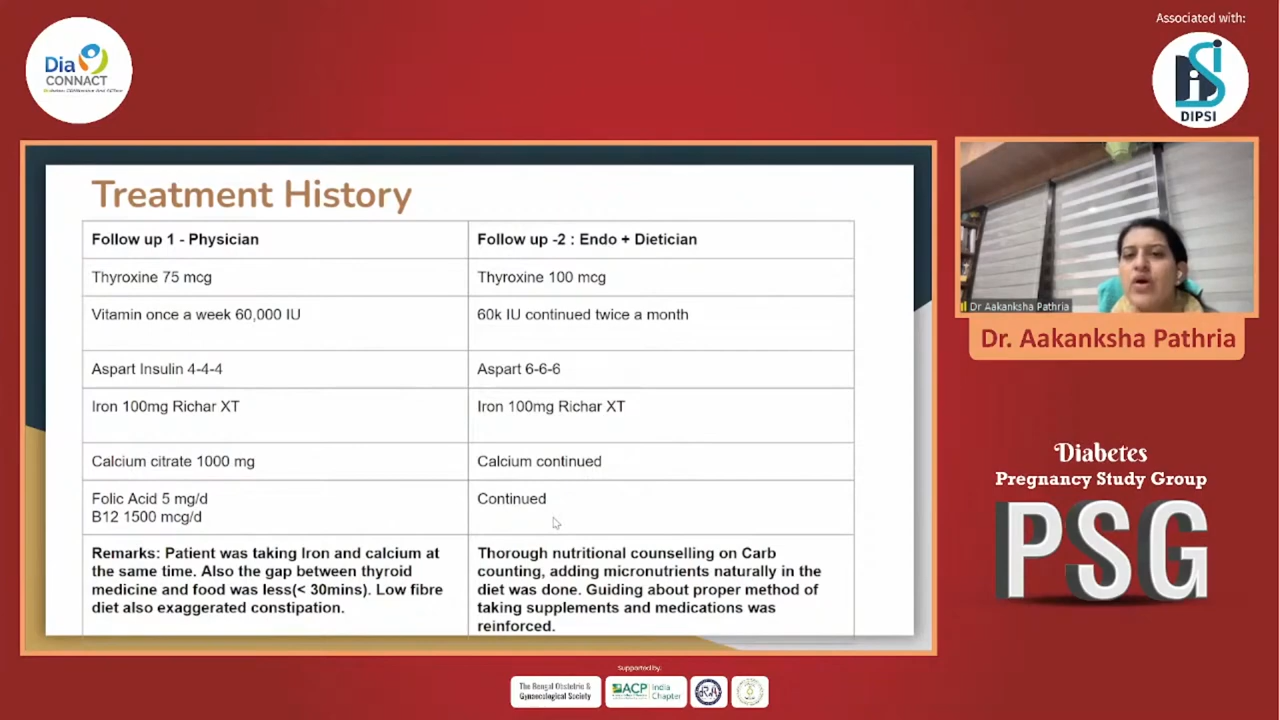 Associated with:
Dia
CONNACT
DIPSI
Treatment History
Follow up 1 - Physician
Follow up -2 : Endo + Dietician
Thyroxine 75 mcg
Thyroxine 100 mcg
Vitamin once a week 60,000 IU
60k IU continued twice a month
Aspart Insulin 4-4-4
Aspart 6-6-6
Iron 100mg Richar XT
Iron 100mg Richar XT
Calcium citrate 1000 mg
Calcium continued
Folic Acid 5 mg/d
B12 1500 mcg/d
Continued
Remarks: Patient was taking Iron and calcium at
the same time. Also the gap between thyroid
medicine and food was less(< 30mins). Low fibre
diet also exaggerated constipation.
Thorough nutritional counselling on Carb
counting, adding micronutrients naturally in the
diet was done. Guiding about proper method of
taking supplements and medications was
reinforced.
Dr Aakanksha Pathria
Dr. Aakanksha Pathria
Diabetes
Pregnancy Study Group
PSG
Supported by:
The Bengal Obstetric &
Gynaecological Society
ACP
India
Chapter